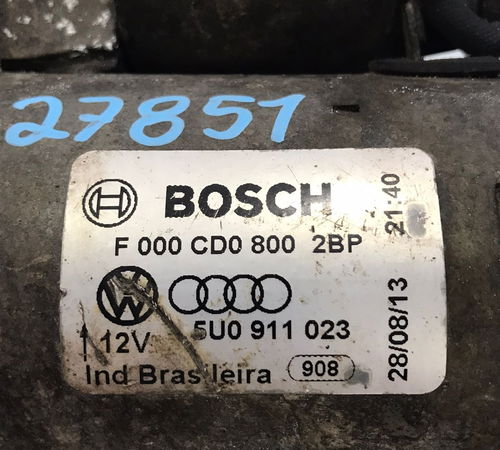 27851
BOSCH
F 000 CD0 800 2BP
5U0 911 023
12V
Ind Brasileira 908
21:40
28/08/13